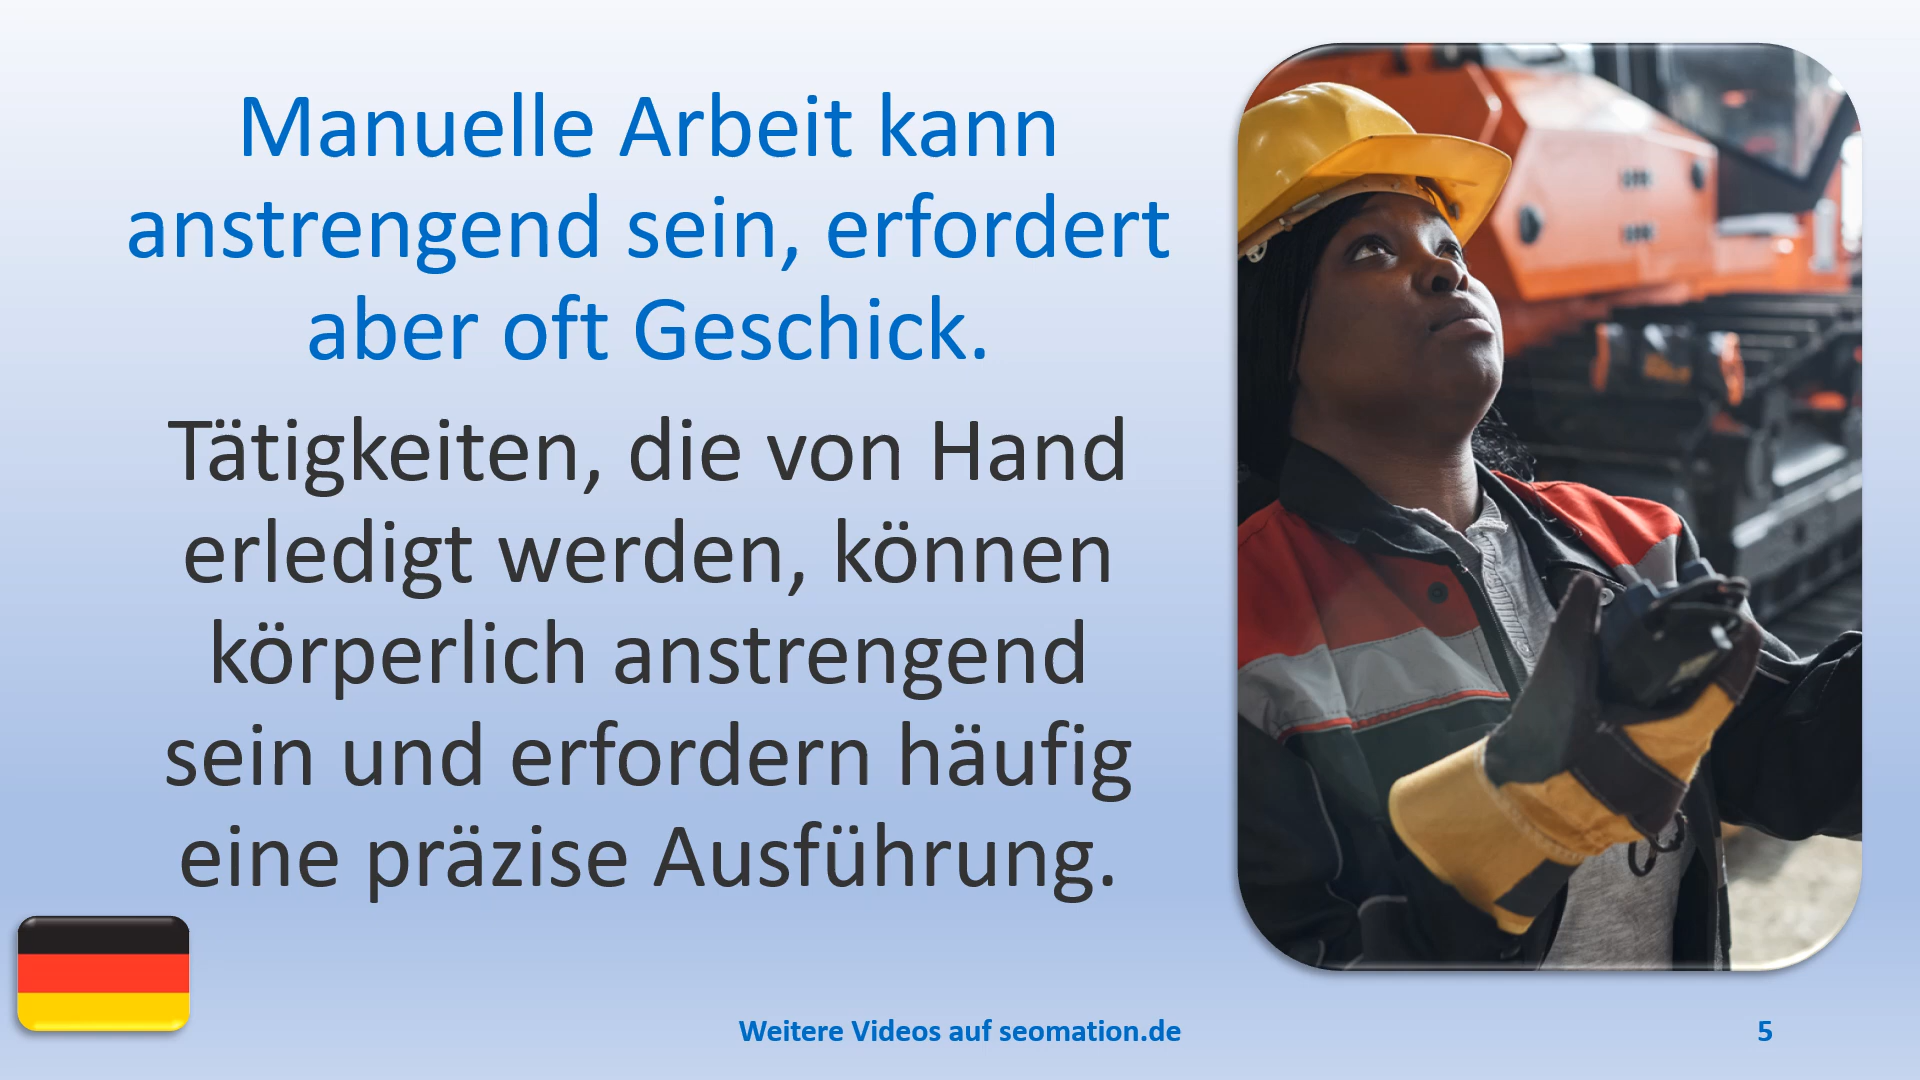 Manuelle Arbeit kann
anstrengend sein, erfordert
aber oft Geschick.
Tätigkeiten, die von Hand
erledigt werden, können
körperlich anstrengend
sein und erfordern häufig
eine präzise Ausführung.
Weitere Videos auf seomation.de
5